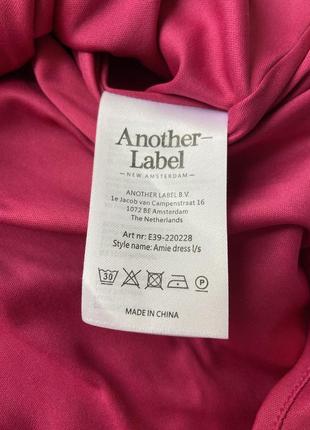 Another–
Label
—NEW AMSTERDAM—
ANOTHER LABEL B.V.
1e Jacob van Campenstraat 16
1072 BE Amsterdam
The Netherlands
Art nr: E39-220228
Style name: Amie dress l/s
30 P
MADE IN CHINA